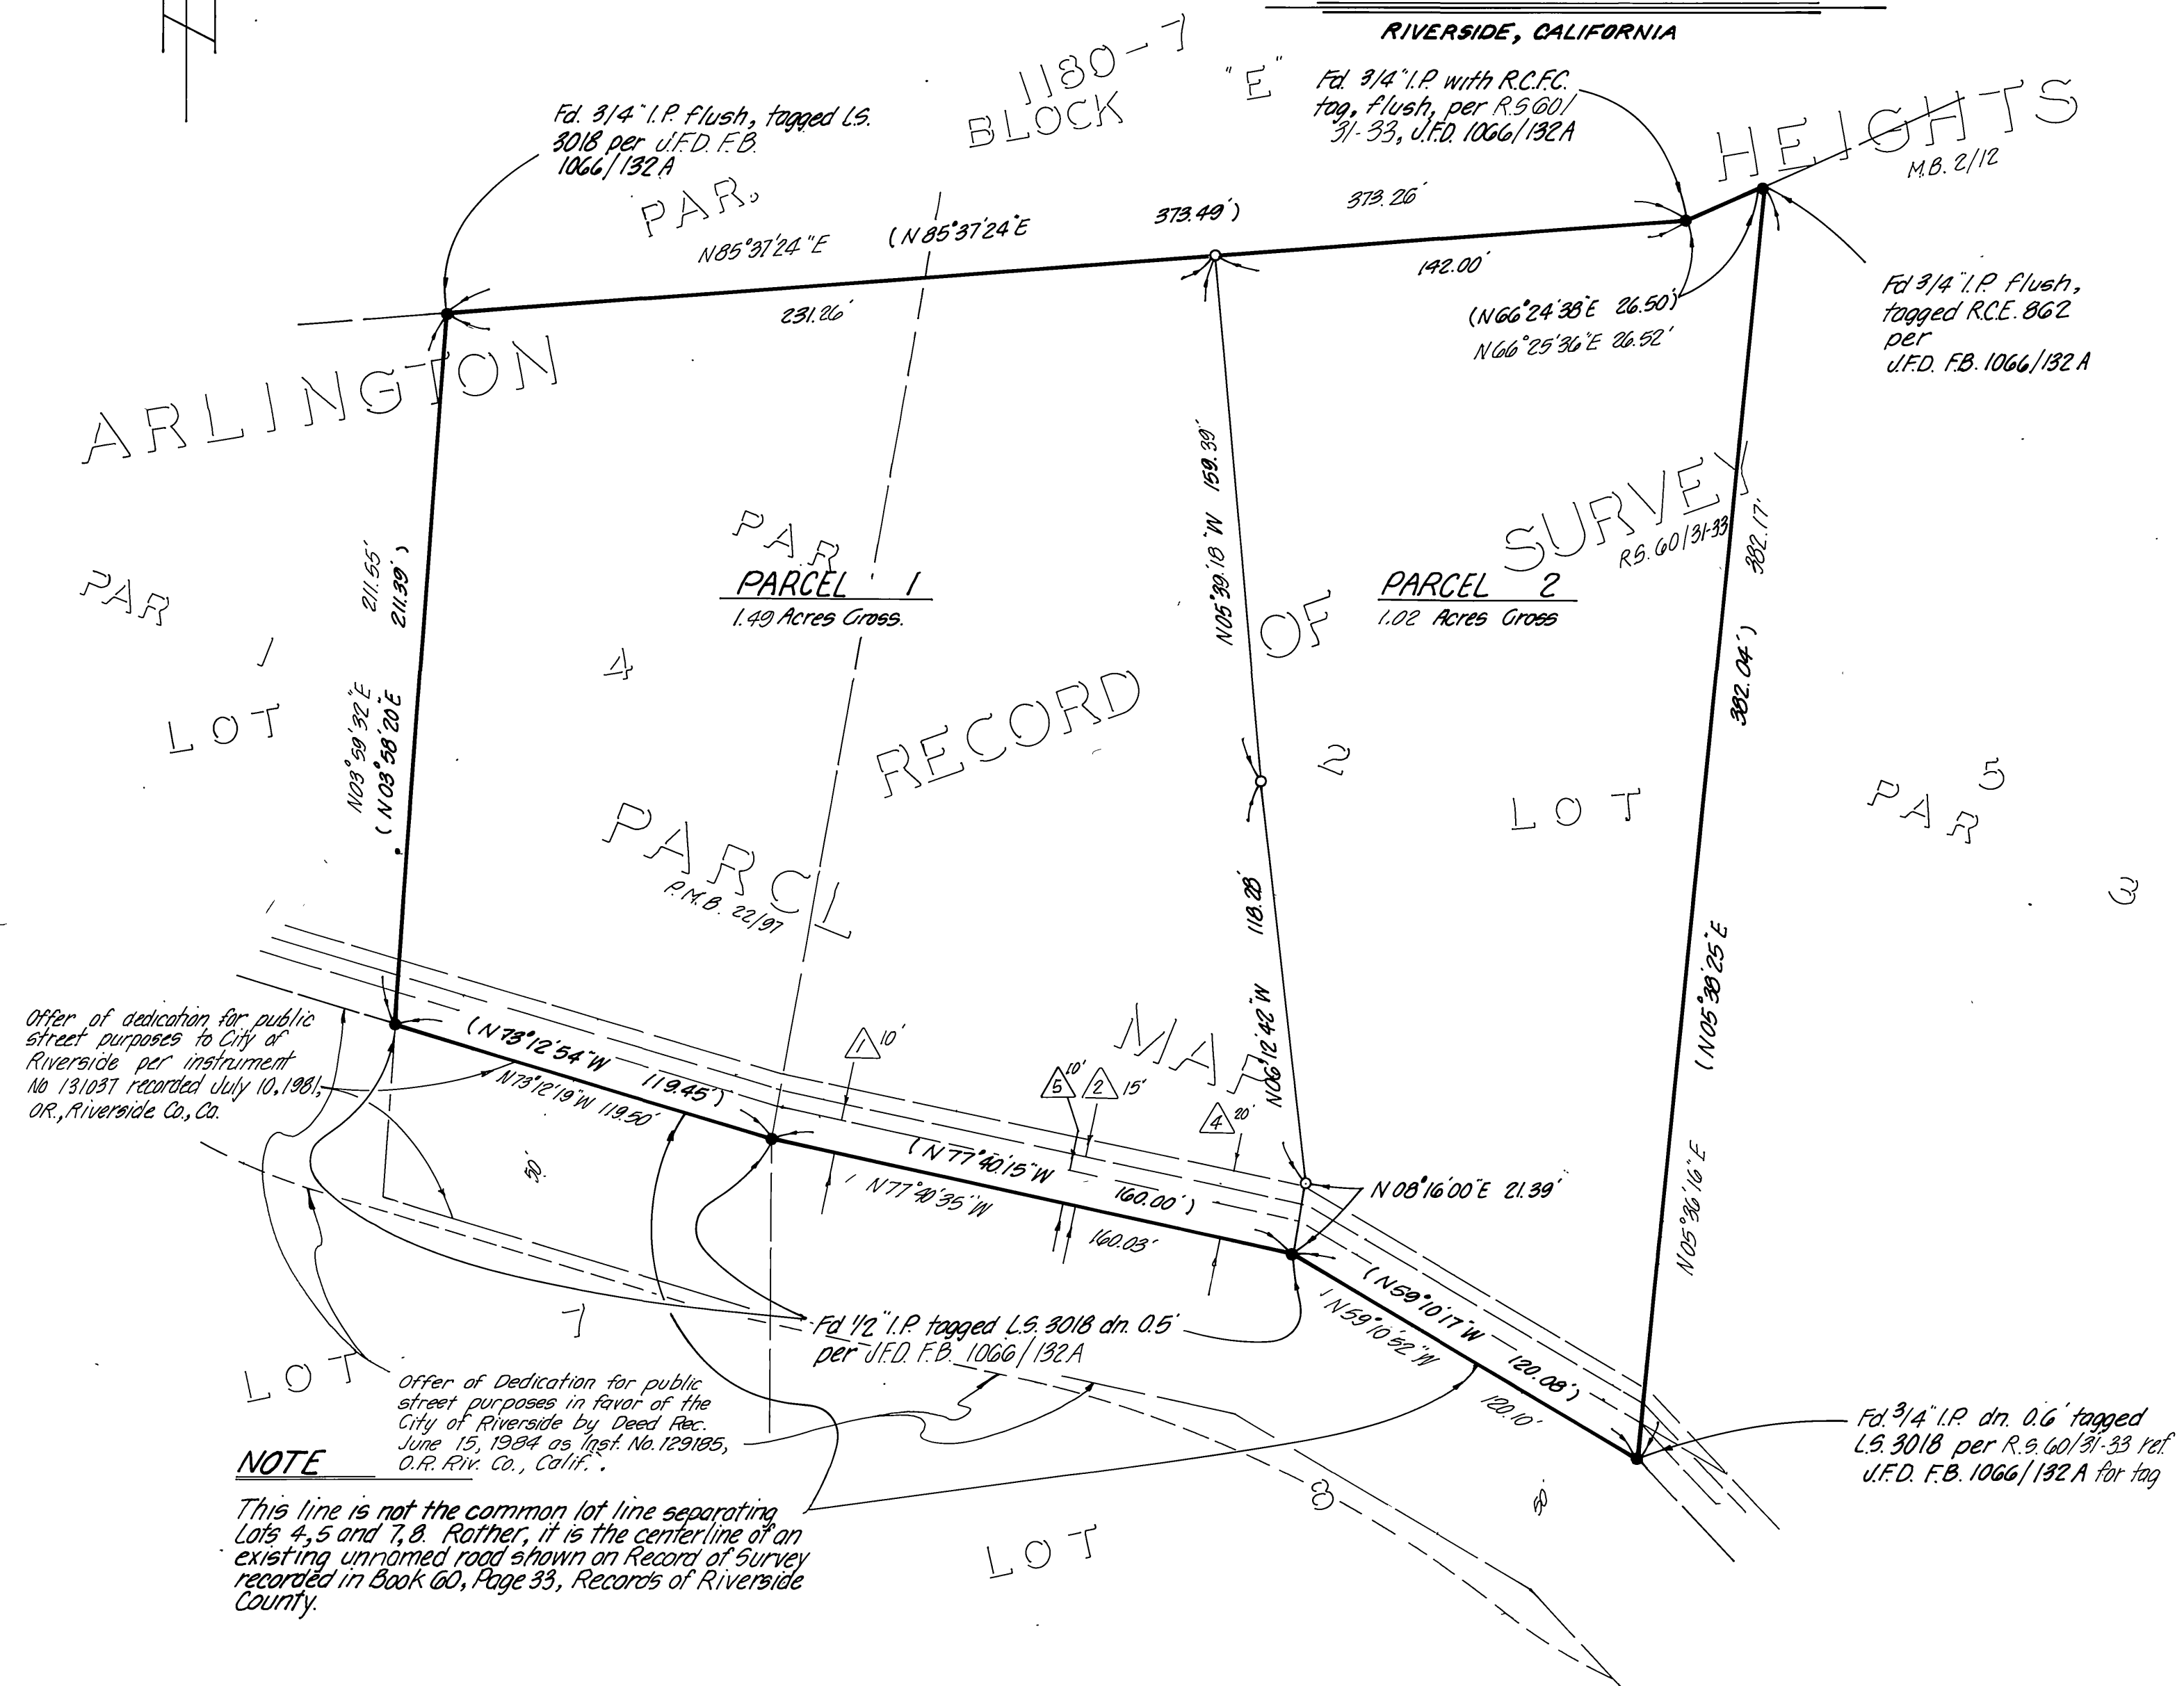 RIVERSIDE, CALIFORNIA
1180-7
BLOCK "E"
Fd. 3/4" I.P. flush, tagged L.S.
3018 per J.F.D. F.B.
1066/132A
Fd. 3/4" I.P. with R.C.F.C.
tag, flush, per R.S 60/
31-33, J.F.D. 1066/132A
HEIGHTS
M.B. 2/12
PAR.
N85°37'24"E
(N85°37'24"E
373.49')
373.26'
231.26'
142.00'
(N66°24'38"E 26.50')
N66°25'36"E 26.52'
Fd 3/4" I.P. flush,
tagged R.C.E. 862
per
J.F.D. F.B. 1066/132A
ARLINGTON
PAR
1
LOT
N03°59'32"E 211.55'
(N03°58'20"E 211.39')
PAR
PARCEL 1
1.49 Acres Gross.
4
N05°39'18"W 159.39'
SURVEY
R.S. 60/31-33
PARCEL 2
1.02 Acres Gross
OF
RECORD
2
LOT
382.17'
382.04')
(N05°38'25"E
N05°36'16"E
5
PAR
3
PARCL
P.M.B. 22/97
MAP
N06°12'42"W 118.28'
Offer of dedication for public
street purposes to City of
Riverside per instrument
No 131037 recorded July 10, 1981,
OR., Riverside Co., Ca.
(N73°12'54"W 119.45')
N73°12'19"W 119.50'
1 10'
5 10'
2 15'
4 20'
(N77°40'15"W 160.00')
N77°40'35"W 160.03'
N08°16'00"E 21.39'
50'
(N59°10'17"W 120.08')
N59°10'52"W 120.10'
7
LOT
Fd 1/2" I.P. tagged L.S. 3018 dn. 0.5'
per J.F.D. F.B. 1066/132A
Offer of Dedication for public
street purposes in favor of the
City of Riverside by Deed Rec.
June 15, 1984 as Inst. No. 129185,
O.R. Riv. Co., Calif.
Fd. 3/4" I.P. dn. 0.6' tagged
L.S. 3018 per R.S. 60/31-33 ref.
J.F.D. F.B. 1066/132 A for tag
50'
8
LOT
NOTE
This line is not the common lot line separating
Lots 4,5 and 7,8. Rather, it is the centerline of an
existing unnamed road shown on Record of Survey
recorded in Book 60, Page 33, Records of Riverside
County.